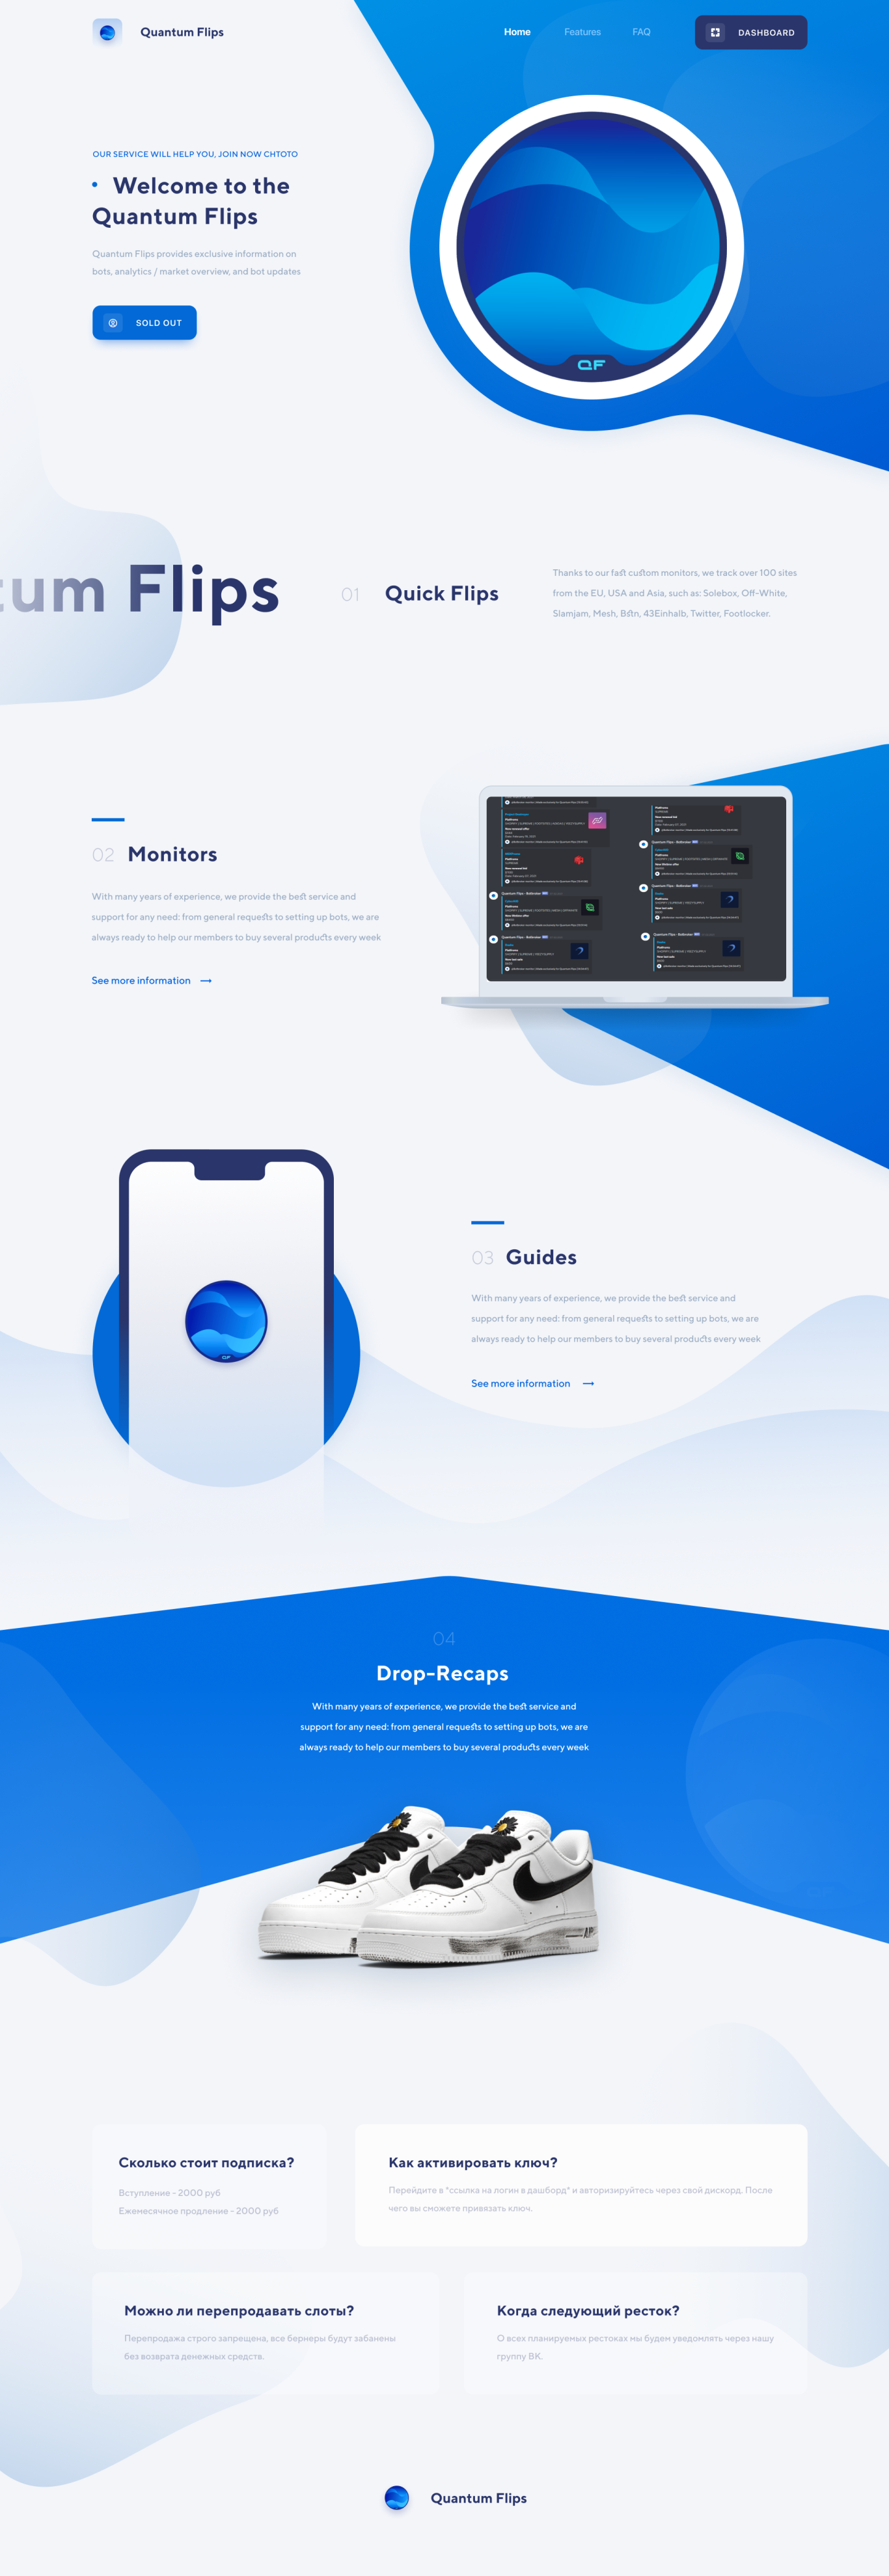 Quantum Flips
Home
Features
FAQ
DASHBOARD
OUR SERVICE WILL HELP YOU, JOIN NOW CHTOTO
• Welcome to the
Quantum Flips
Quantum Flips provides exclusive information on
bots, analytics / market overview, and bot updates
SOLD OUT
QF
tum Flips
01 Quick Flips
Thanks to our fast custom monitors, we track over 100 sites
from the EU, USA and Asia, such as: Solebox, Off-White,
Slamjam, Mesh, Bstn, 43Einhalb, Twitter, Footlocker.
02 Monitors
With many years of experience, we provide the best service and
support for any need: from general requests to setting up bots, we are
always ready to help our members to buy several products every week
See more information
03 Guides
With many years of experience, we provide the best service and
support for any need: from general requests to setting up bots, we are
always ready to help our members to buy several products every week
See more information
QF
04
Drop-Recaps
With many years of experience, we provide the best service and
support for any need: from general requests to setting up bots, we are
always ready to help our members to buy several products every week
AIR
Сколько стоит подписка?
Вступление - 2000 руб
Ежемесячное продление - 2000 руб
Как активировать ключ?
Перейдите в "ссылка на логин в дашборд" и авторизируйтесь через свой дискорд. После
чего вы сможете привязать ключ.
Можно ли перепродавать слоты?
Перепродажа строго запрещена, все бернеры будут забанены
без возврата денежных средств.
Когда следующий ресток?
О всех планируемых рестоках мы будем уведомлять через нашу
группу ВК.
Quantum Flips